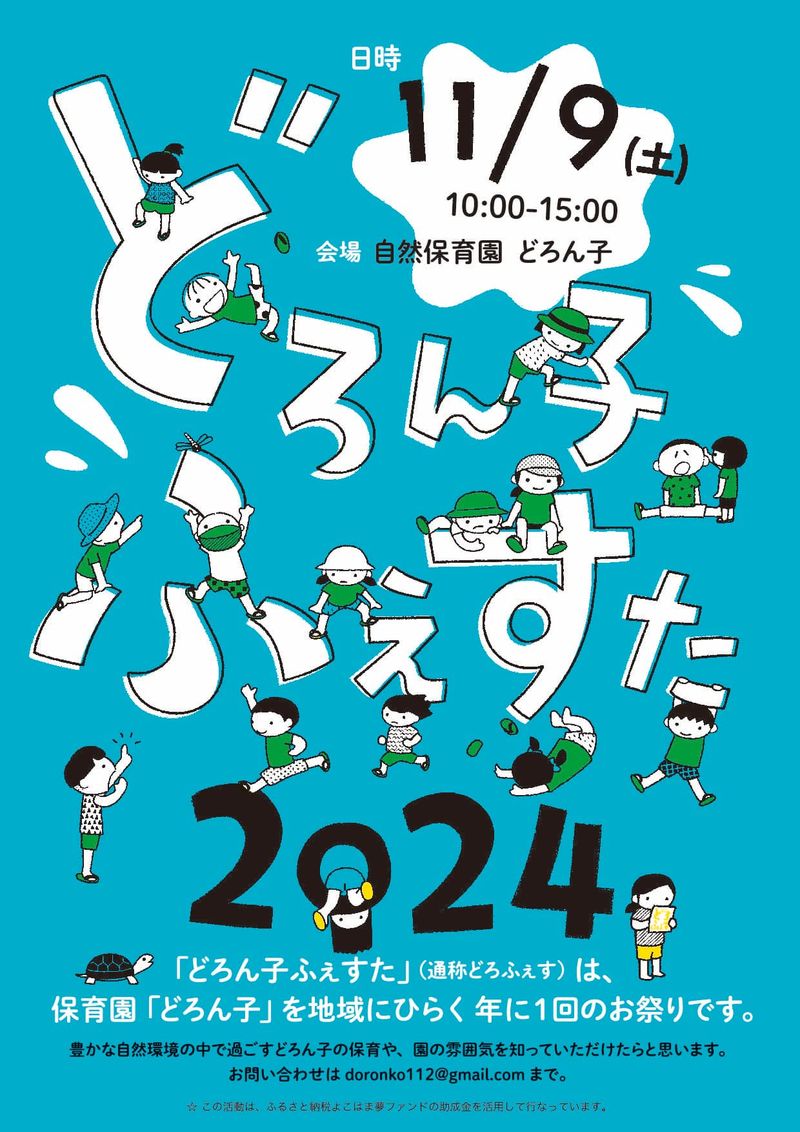 日時
11/9(土)
10:00-15:00
会場 自然保育園 どろん子
どろん子
ふぇすた
2024
「どろん子ふぇすた」(通称どろふぇす)は、
保育園「どろん子」を地域にひらく 年に1回のお祭りです。
豊かな自然環境の中で過ごすどろん子の保育や、園の雰囲気を知っていただけたらと思います。
お問い合わせは doronko112@gmail.com まで。
☆ この活動は、ふるさと納税よこはま夢ファンドの助成金を活用して行なっています。